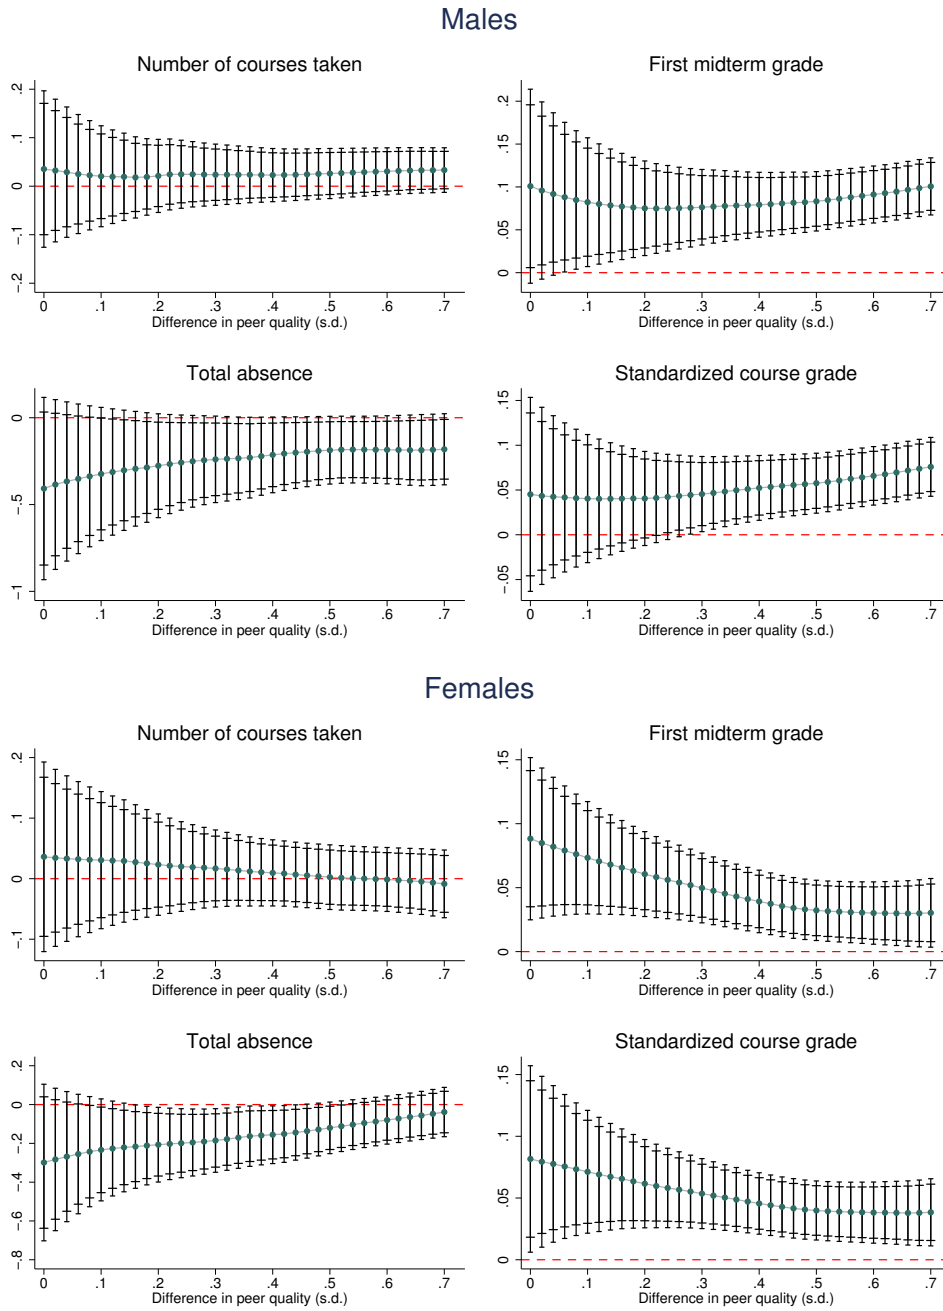 Males
Number of courses taken
.2
.1
0
-.1
-.2
0 .1 .2 .3 .4 .5 .6 .7
Difference in peer quality (s.d.)
First midterm grade
.2
.15
.1
.05
0
0 .1 .2 .3 .4 .5 .6 .7
Difference in peer quality (s.d.)
Total absence
0
-.5
-1
0 .1 .2 .3 .4 .5 .6 .7
Difference in peer quality (s.d.)
Standardized course grade
.15
.1
.05
0
-.05
0 .1 .2 .3 .4 .5 .6 .7
Difference in peer quality (s.d.)
Females
Number of courses taken
.2
.1
0
-.1
0 .1 .2 .3 .4 .5 .6 .7
Difference in peer quality (s.d.)
First midterm grade
.15
.1
.05
0
0 .1 .2 .3 .4 .5 .6 .7
Difference in peer quality (s.d.)
Total absence
.2
0
-.2
-.4
-.6
-.8
0 .1 .2 .3 .4 .5 .6 .7
Difference in peer quality (s.d.)
Standardized course grade
.15
.1
.05
0
0 .1 .2 .3 .4 .5 .6 .7
Difference in peer quality (s.d.)